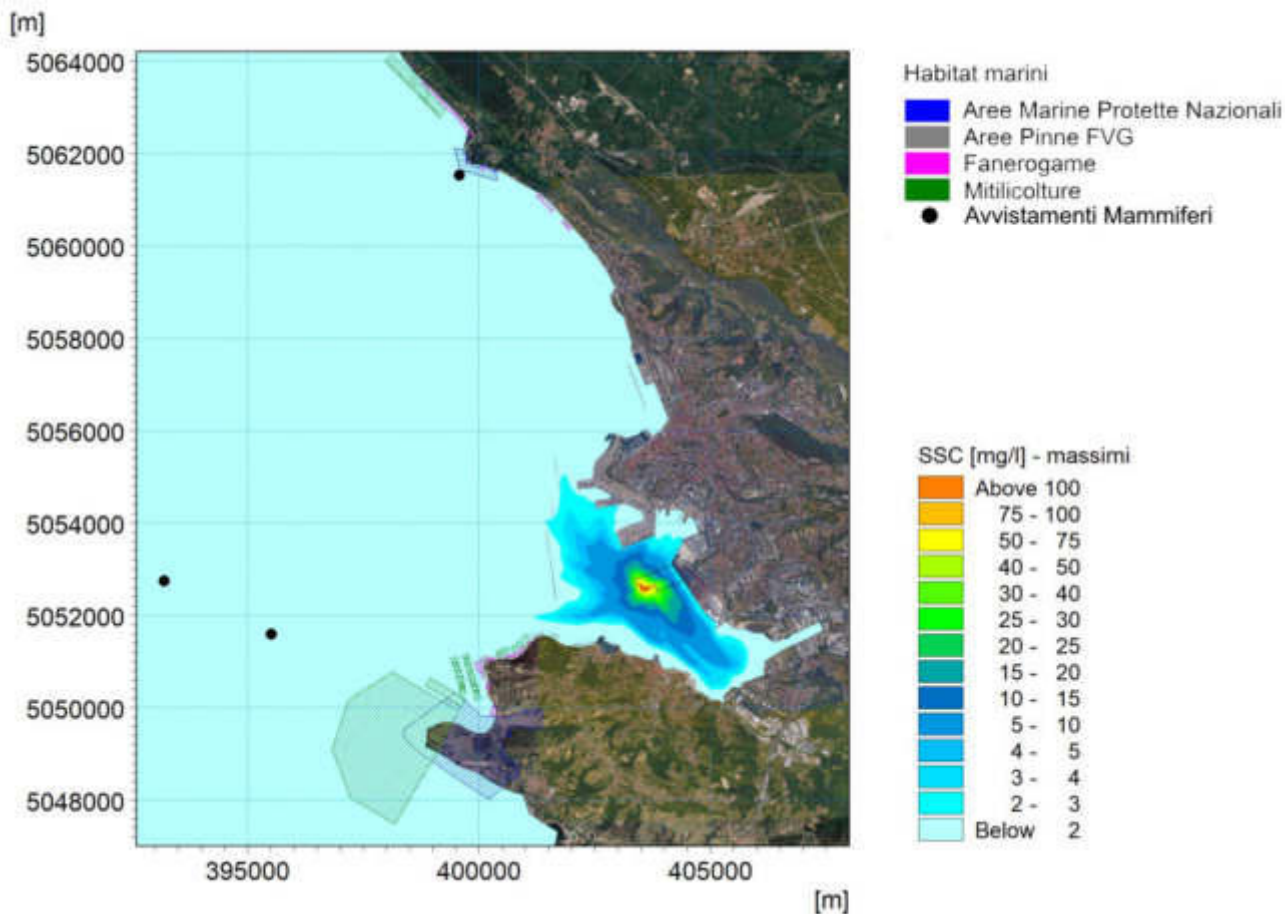 [m]
5064000
5062000
5060000
5058000
5056000
5054000
5052000
5050000
5048000
395000 400000 405000
[m]
Habitat marini
Aree Marine Protette Nazionali
Aree Pinne FVG
Fanerogame
Mitilicolture
Avvistamenti Mammiferi
SSC [mg/l] - massimi
Above 100
75 - 100
50 - 75
40 - 50
30 - 40
25 - 30
20 - 25
15 - 20
10 - 15
5 - 10
4 - 5
3 - 4
2 - 3
Below 2